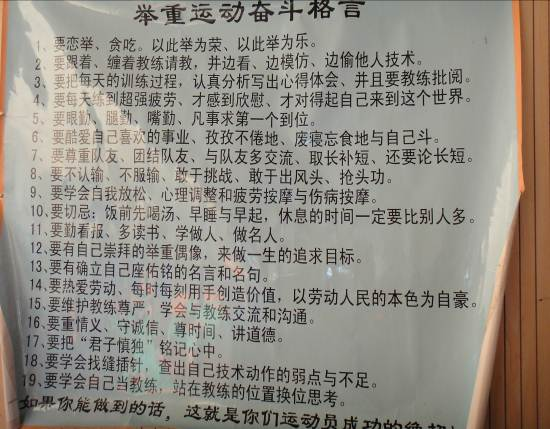 举重运动奋斗格言
1、要恋举、贪吃。以此举为荣、以此举为乐。
2、要跟着、缠着教练请教，并边看、边模仿、边偷他人技术。
3、要把每天的训练过程，认真分析写出心得体会、并且要教练批阅。
4、要每天练到超强疲劳、才感到欣慰、才对得起自己来到这个世界。
5、要眼勤、腿勤、嘴勤、凡事求第一个到位。
6、要酷爱自己喜欢的事业、孜孜不倦地、废寝忘食地与自己斗。
7、要尊重队友、团结队友、与队友多交流、取长补短、还要论长短。
8、要不认输、不服输、敢于挑战、敢于出风头、抢头功。
9、要学会自我放松、心理调整和疲劳按摩与伤病按摩。
10、要切忌：饭前先喝汤、早睡与早起，休息的时间一定要比别人多。
11、要勤看报、多读书、学做人、做名人。
12、要有自己崇拜的举重偶像，来做一生的追求目标。
13、要有确立自己座佑铭的名言和名句。
14、要热爱劳动、每时每刻用手创造价值，以劳动人民的本色为自豪。
15、要维护教练尊严，学会与教练交流和沟通。
16、要重情义、守诚信、尊时间、讲道德。
17、要把“君子慎独”铭记心中。
18、要学会找缝插针，查出自己技术动作的弱点与不足。
19、要学会自己当教练，站在教练的位置换位思考。
如果你能做到的话，这就是你们运动员成功的